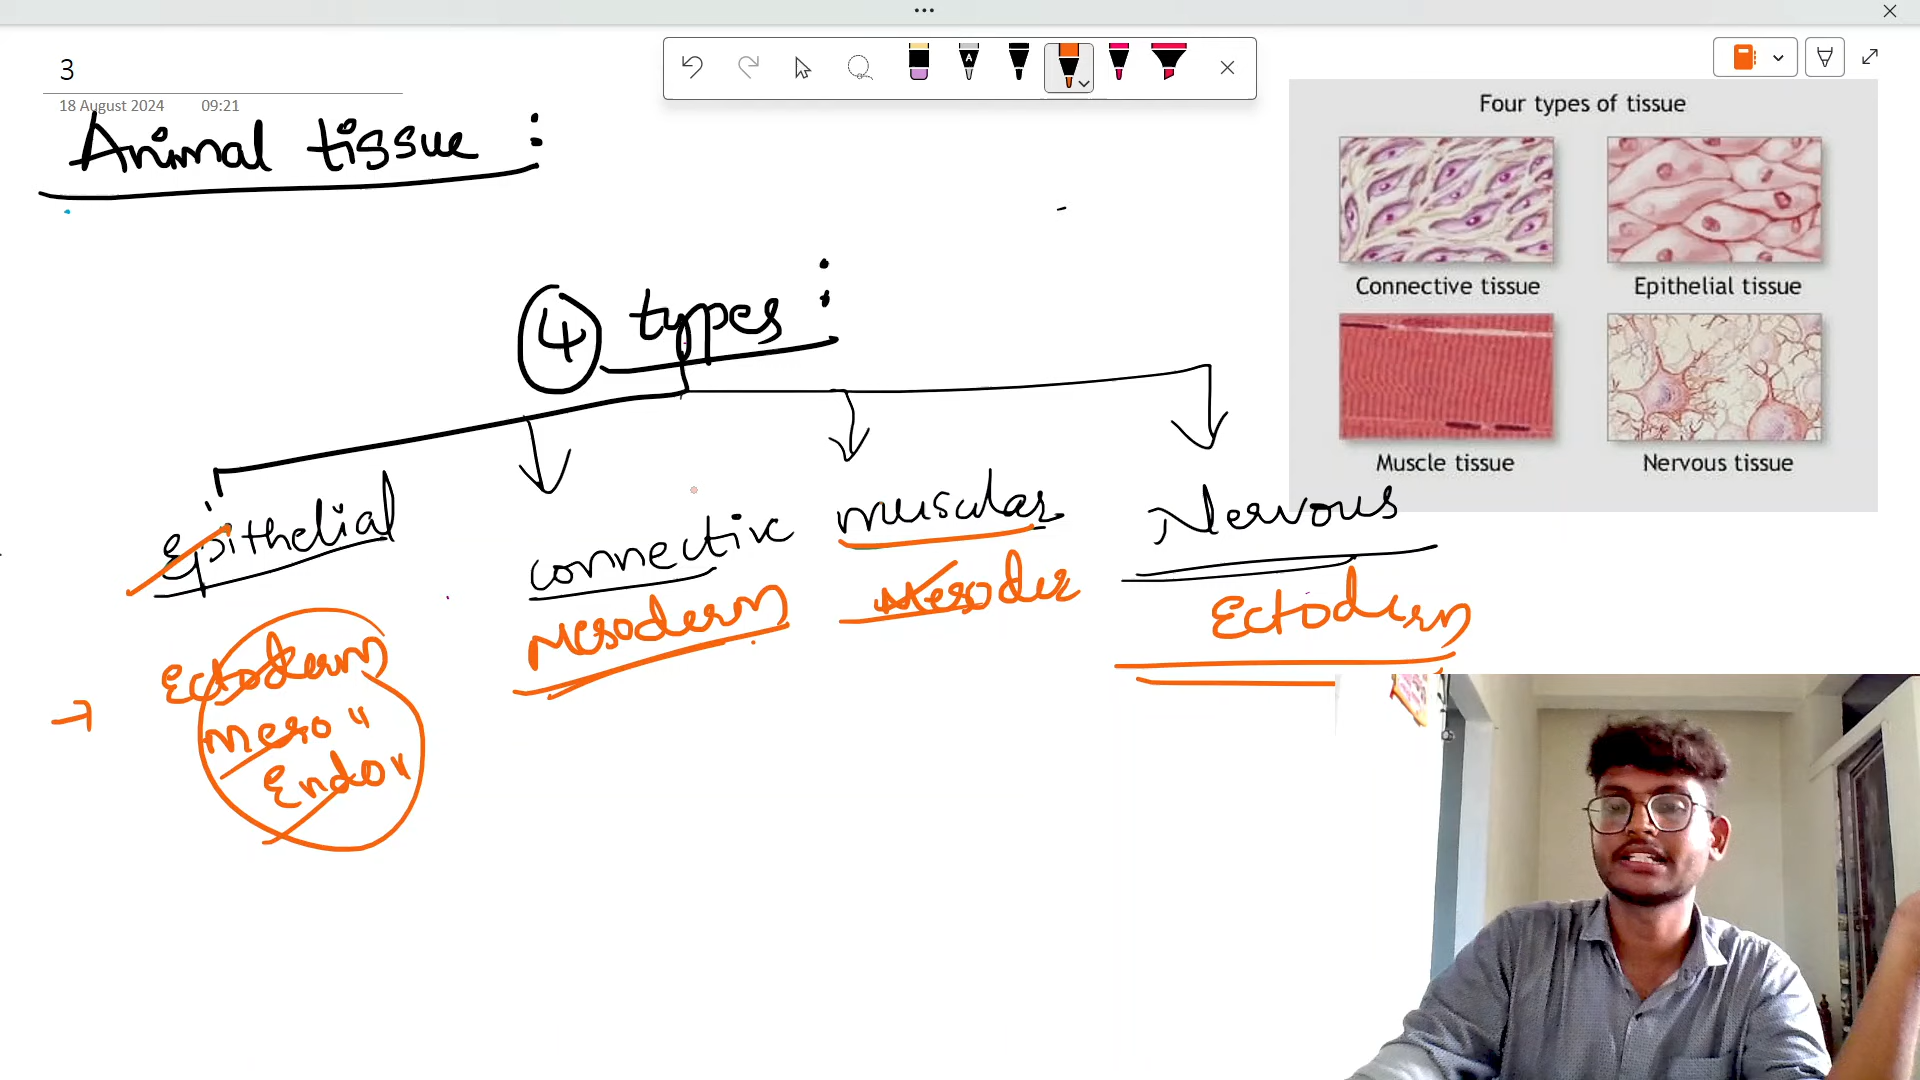 3
18 August 2024 09:21
Animal tissue :
Four types of tissue
Connective tissue Epithelial tissue
Muscle tissue Nervous tissue
4 types :
Epithelial connective muscular Nervous
Ectoderm Mesoderm Mesoder Ectoderm
→ Meso "
Endo "